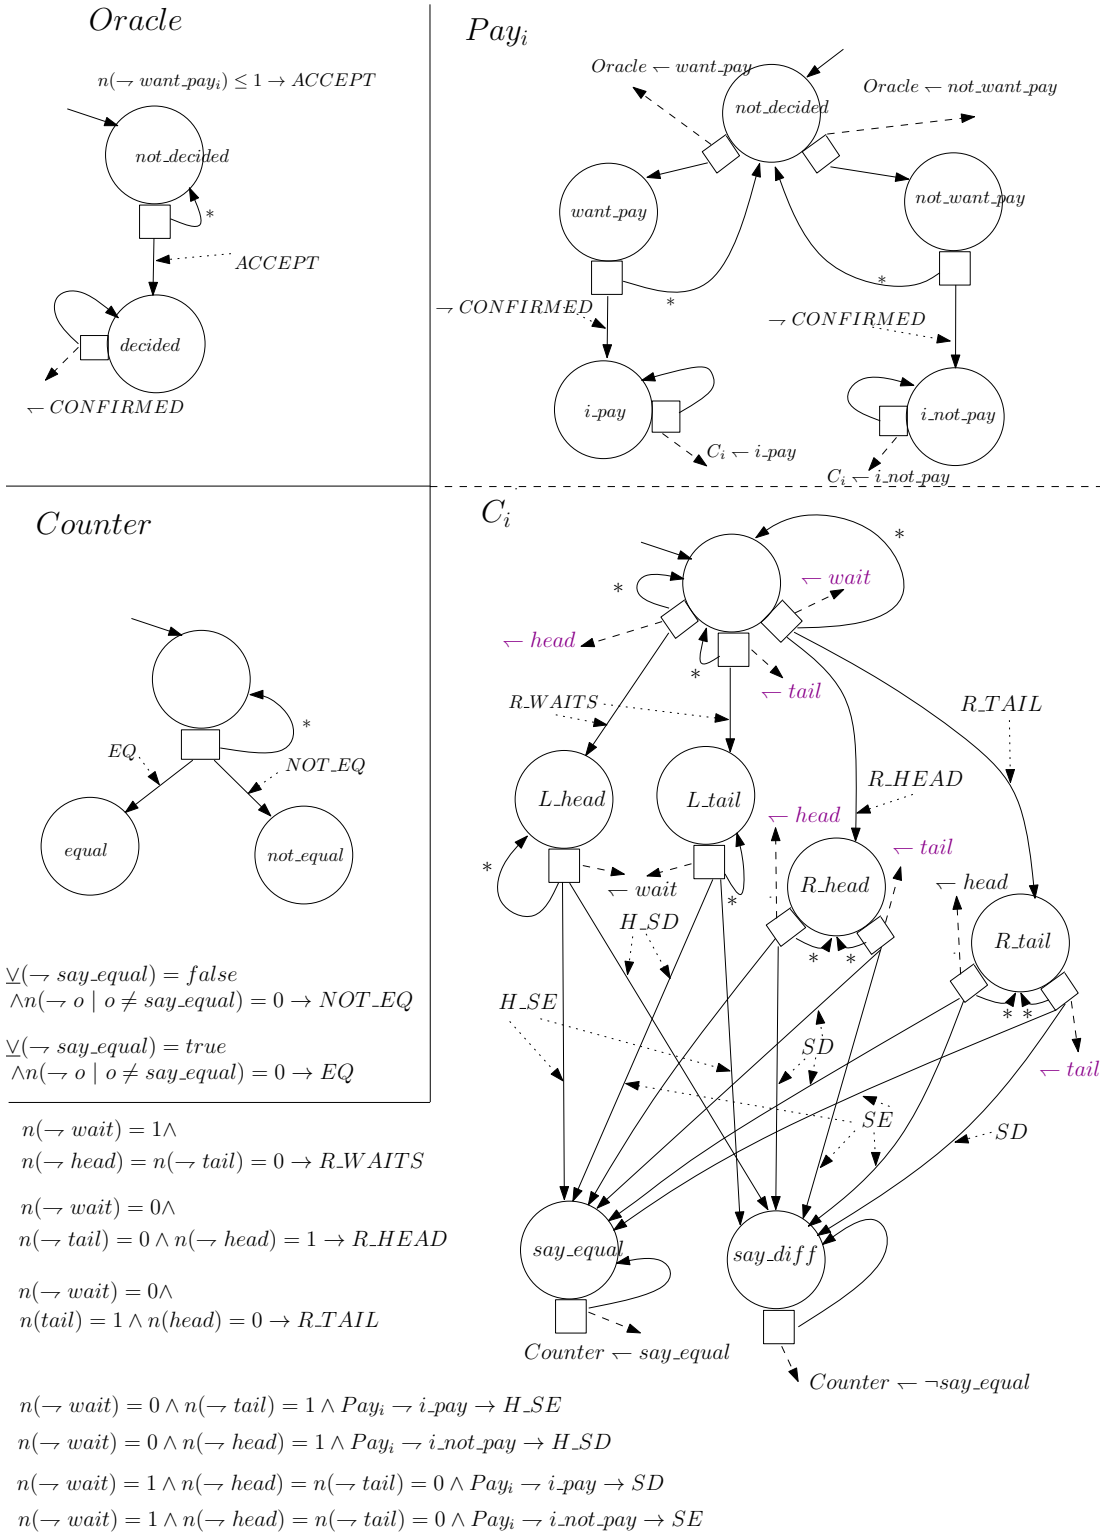 Oracle
n(⇁ want_pay_i) ≤ 1 → ACCEPT
not_decided
*
ACCEPT
decided
↽ CONFIRMED
Pay_i
Oracle ↽ want_pay
not_decided
Oracle ↽ not_want_pay
want_pay
not_want_pay
*
*
⇁ CONFIRMED
⇁ CONFIRMED
i_pay
i_not_pay
C_i ↽ i_pay
C_i ↽ i_not_pay
Counter
*
EQ
NOT_EQ
equal
not_equal
⊻(⇁ say_equal) = false
∧n(⇁ o | o ≠ say_equal) = 0 → NOT_EQ
⊻(⇁ say_equal) = true
∧n(⇁ o | o ≠ say_equal) = 0 → EQ
C_i
*
*
↽ wait
↽ head
*
↽ tail
R_WAITS
R_TAIL
R_HEAD
L_head
L_tail
↽ head
↽ tail
*
↽ wait
*
R_head
↽ head
H_SD
R_tail
* *
* *
H_SE
SD
↽ tail
SE
SD
say_equal
say_diff
Counter ↽ say_equal
Counter ↽ ¬say_equal
n(⇁ wait) = 1∧
n(⇁ head) = n(⇁ tail) = 0 → R_WAITS
n(⇁ wait) = 0∧
n(⇁ tail) = 0 ∧ n(⇁ head) = 1 → R_HEAD
n(⇁ wait) = 0∧
n(tail) = 1 ∧ n(head) = 0 → R_TAIL
n(⇁ wait) = 0 ∧ n(⇁ tail) = 1 ∧ Pay_i ⇁ i_pay → H_SE
n(⇁ wait) = 0 ∧ n(⇁ head) = 1 ∧ Pay_i ⇁ i_not_pay → H_SD
n(⇁ wait) = 1 ∧ n(⇁ head) = n(⇁ tail) = 0 ∧ Pay_i ⇁ i_pay → SD
n(⇁ wait) = 1 ∧ n(⇁ head) = n(⇁ tail) = 0 ∧ Pay_i ⇁ i_not_pay → SE